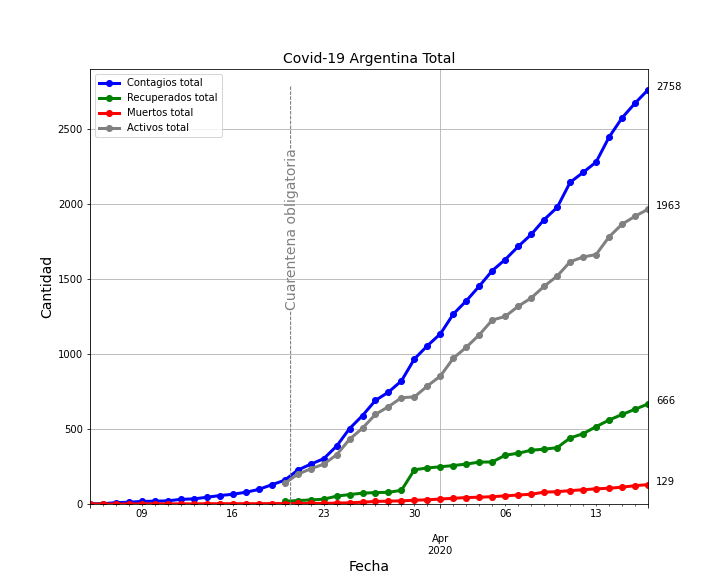 Covid-19 Argentina Total
Contagios total
Recuperados total
Muertos total
Activos total
Cuarentena obligatoria
Cantidad
2500
2000
1500
1000
500
0
2758
1963
666
129
09
16
23
30
06
13
Apr
2020
Fecha